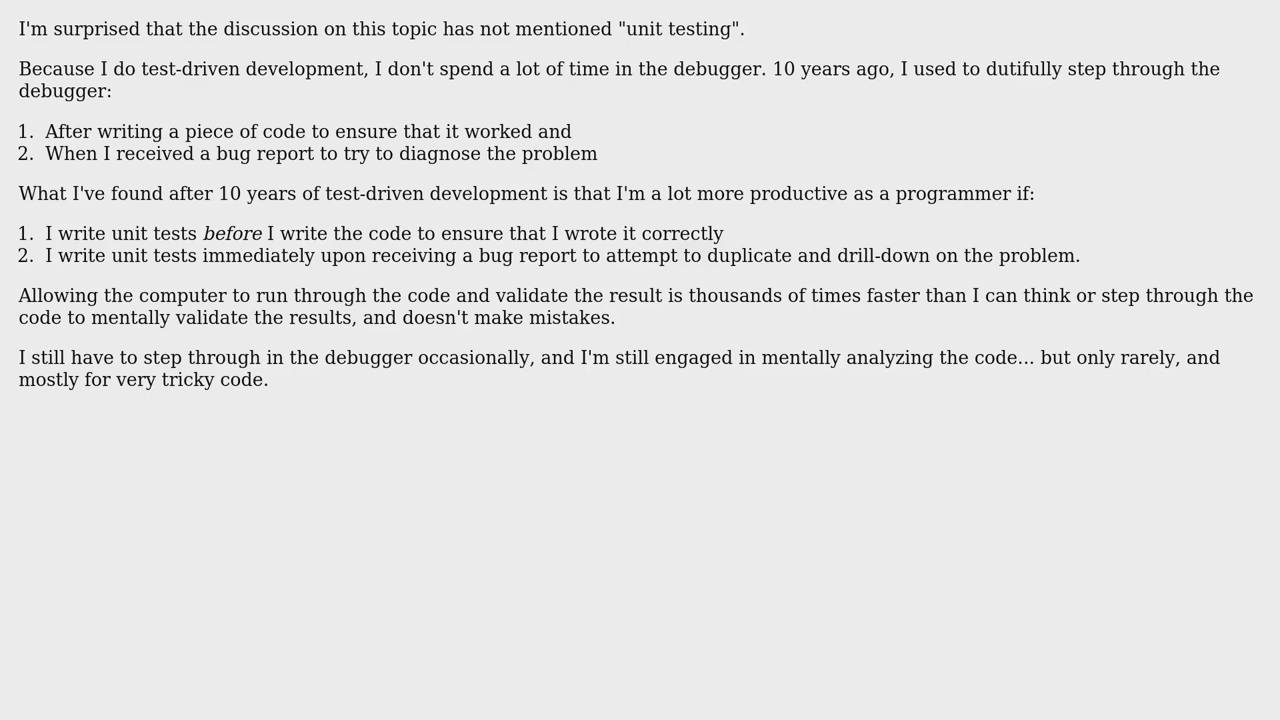 I'm surprised that the discussion on this topic has not mentioned "unit testing".
Because I do test-driven development, I don't spend a lot of time in the debugger. 10 years ago, I used to dutifully step through the
debugger:
1. After writing a piece of code to ensure that it worked and
2. When I received a bug report to try to diagnose the problem
What I've found after 10 years of test-driven development is that I'm a lot more productive as a programmer if:
1. I write unit tests before I write the code to ensure that I wrote it correctly
2. I write unit tests immediately upon receiving a bug report to attempt to duplicate and drill-down on the problem.
Allowing the computer to run through the code and validate the result is thousands of times faster than I can think or step through the
code to mentally validate the results, and doesn't make mistakes.
I still have to step through in the debugger occasionally, and I'm still engaged in mentally analyzing the code... but only rarely, and
mostly for very tricky code.